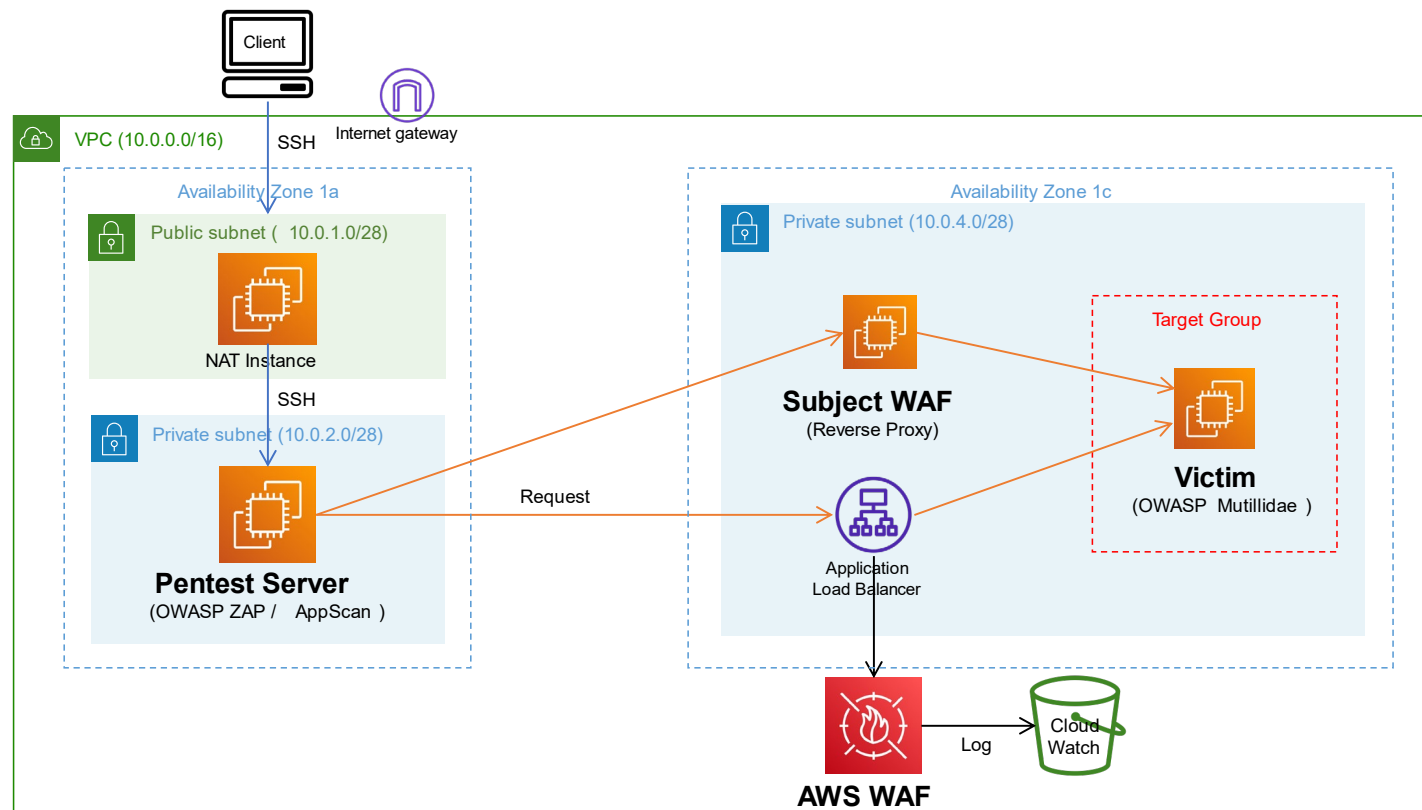 Client
Internet gateway
VPC (10.0.0.0/16)
SSH
Availability Zone 1a
Public subnet ( 10.0.1.0/28)
NAT Instance
SSH
Private subnet (10.0.2.0/28)
Pentest Server
(OWASP ZAP / AppScan )
Request
Availability Zone 1c
Private subnet (10.0.4.0/28)
Subject WAF
(Reverse Proxy)
Application
Load Balancer
Target Group
Victim
(OWASP Mutillidae )
AWS WAF
Log
Cloud
Watch